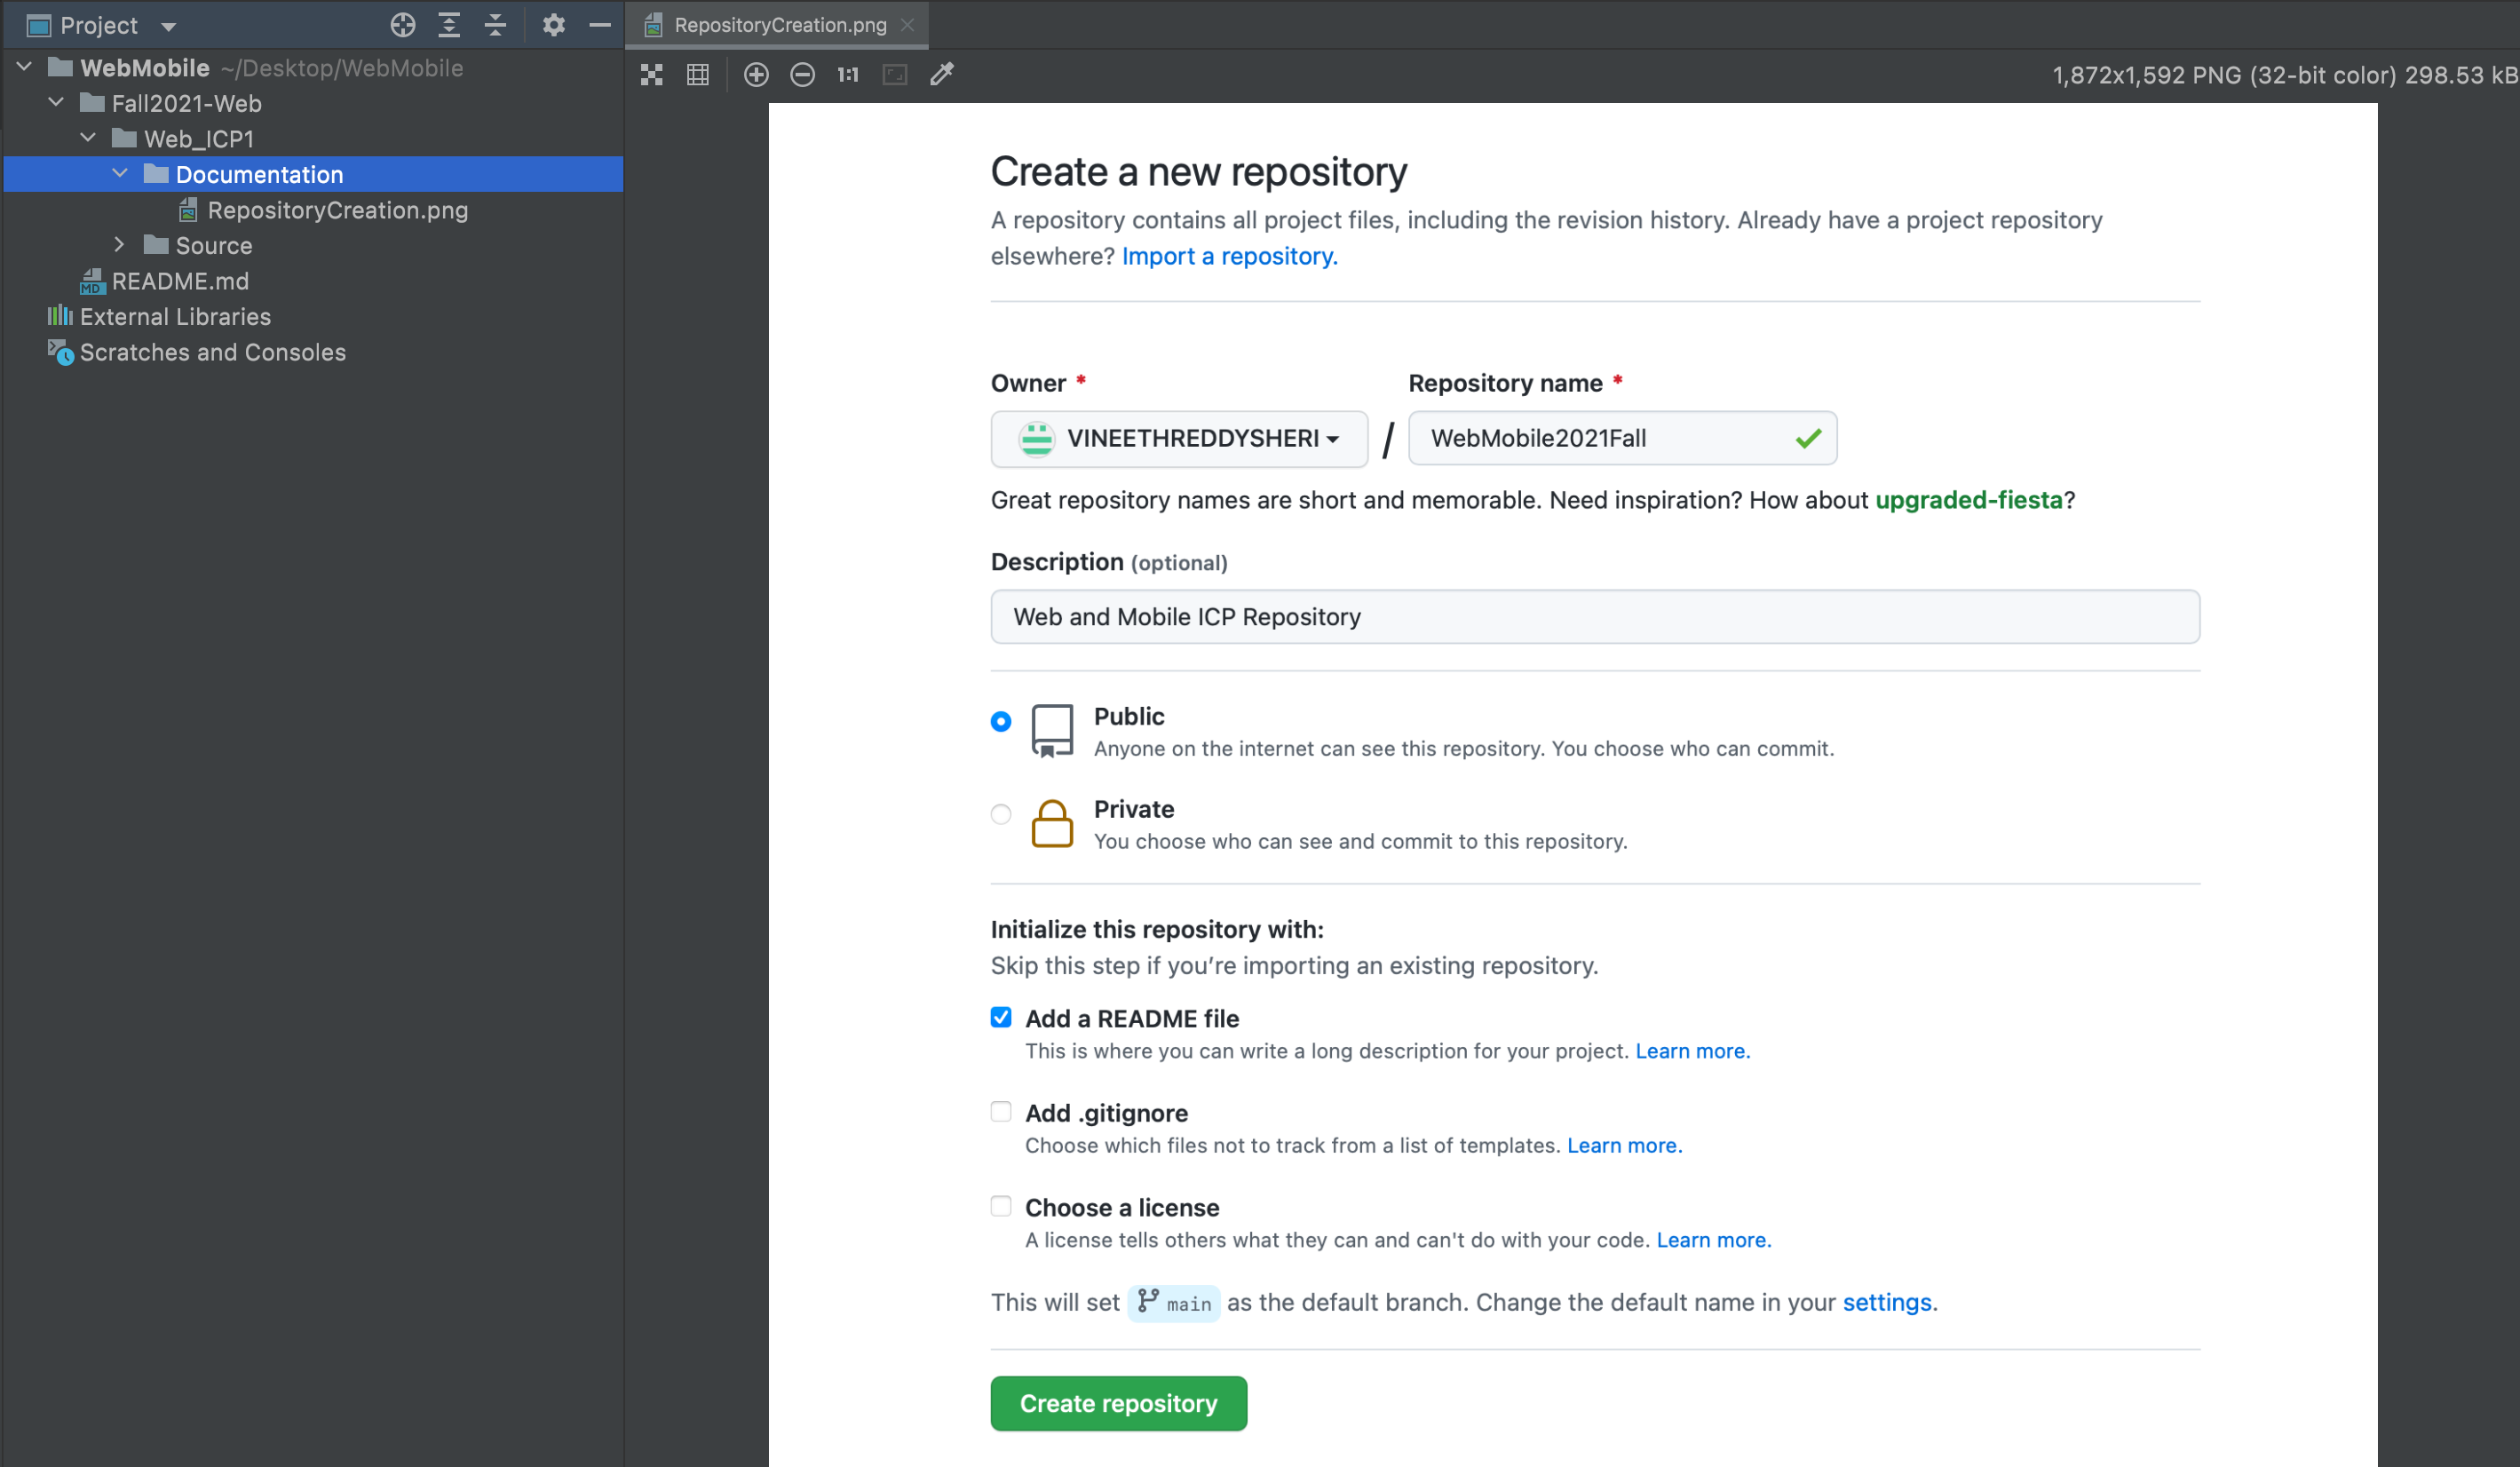 Project
RepositoryCreation.png
WebMobile ~/Desktop/WebMobile
Fall2021-Web
Web_ICP1
Documentation
RepositoryCreation.png
Source
MD README.md
External Libraries
Scratches and Consoles
1:1
1,872x1,592 PNG (32-bit color) 298.53 kB
Create a new repository
A repository contains all project files, including the revision history. Already have a project repository
elsewhere? Import a repository.
Owner * Repository name *
VINEETHREDDYSHERI / WebMobile2021Fall
Great repository names are short and memorable. Need inspiration? How about upgraded-fiesta?
Description (optional)
Web and Mobile ICP Repository
Public
Anyone on the internet can see this repository. You choose who can commit.
Private
You choose who can see and commit to this repository.
Initialize this repository with:
Skip this step if you’re importing an existing repository.
Add a README file
This is where you can write a long description for your project. Learn more.
Add .gitignore
Choose which files not to track from a list of templates. Learn more.
Choose a license
A license tells others what they can and can't do with your code. Learn more.
This will set main as the default branch. Change the default name in your settings.
Create repository